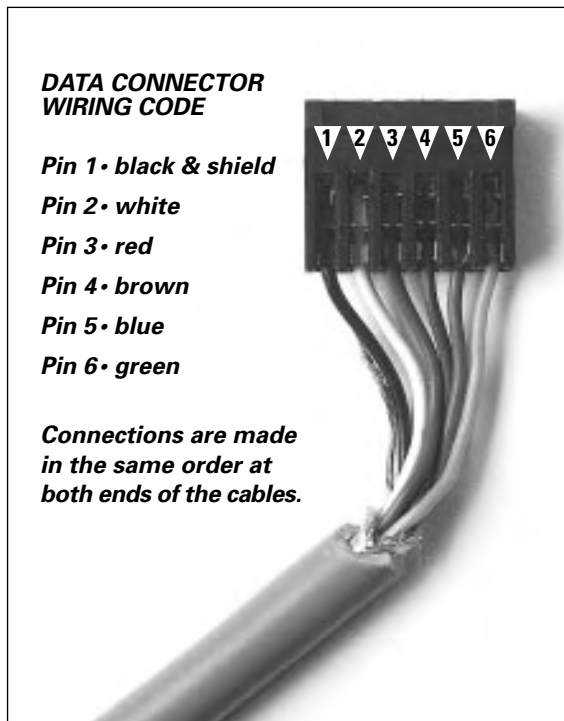 DATA CONNECTOR
WIRING CODE
1 2 3 4 5 6
Pin 1• black & shield
Pin 2• white
Pin 3• red
Pin 4• brown
Pin 5• blue
Pin 6• green
Connections are made
in the same order at
both ends of the cables.